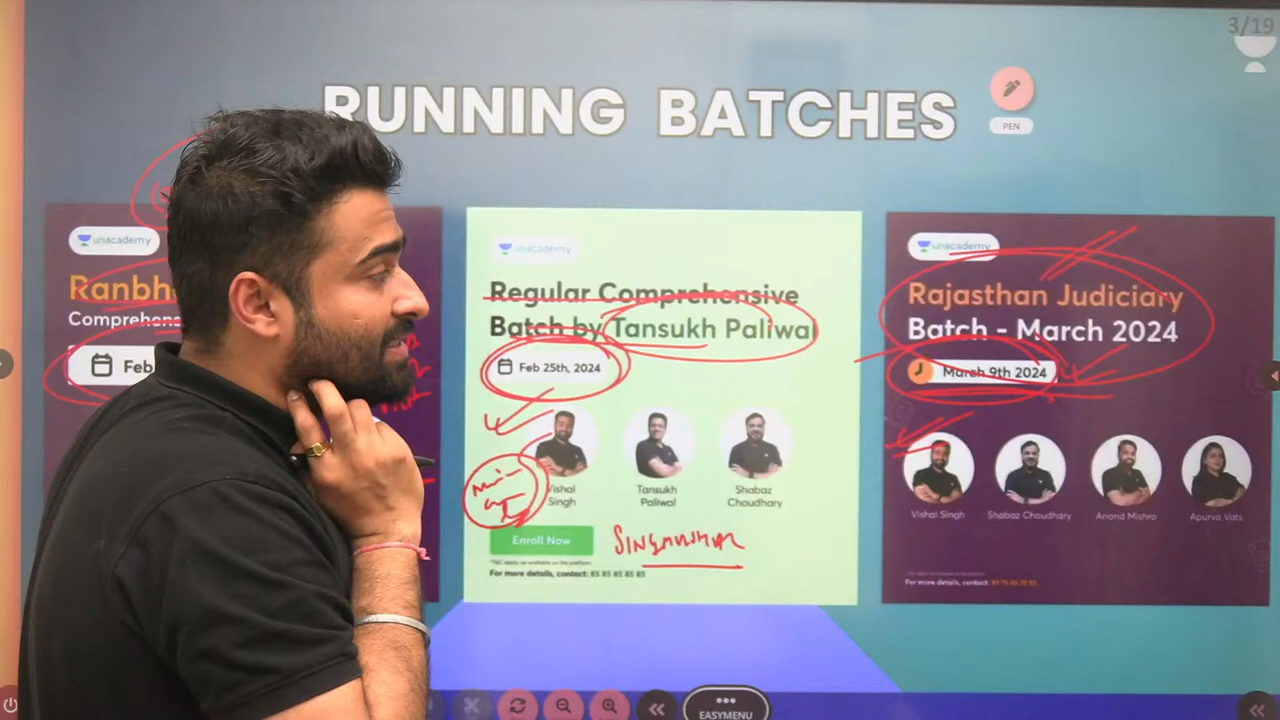 3/19
RUNNING BATCHES
PEN
unacademy
Ranbh
Comprehens
Feb
unacademy
Regular Comprehensive
Batch by Tansukh Paliwal
Feb 25th, 2024
Vishal
Singh
Tansukh
Paliwal
Shabaz
Choudhary
Enroll Now
For more details, contact: 85 85 85 85 85
unacademy
Rajasthan Judiciary
Batch - March 2024
March 9th 2024
Vishal Singh
Shabaz Choudhary
Anand Mishra
Apurva Vats
For more details, contact:
EASYMENU